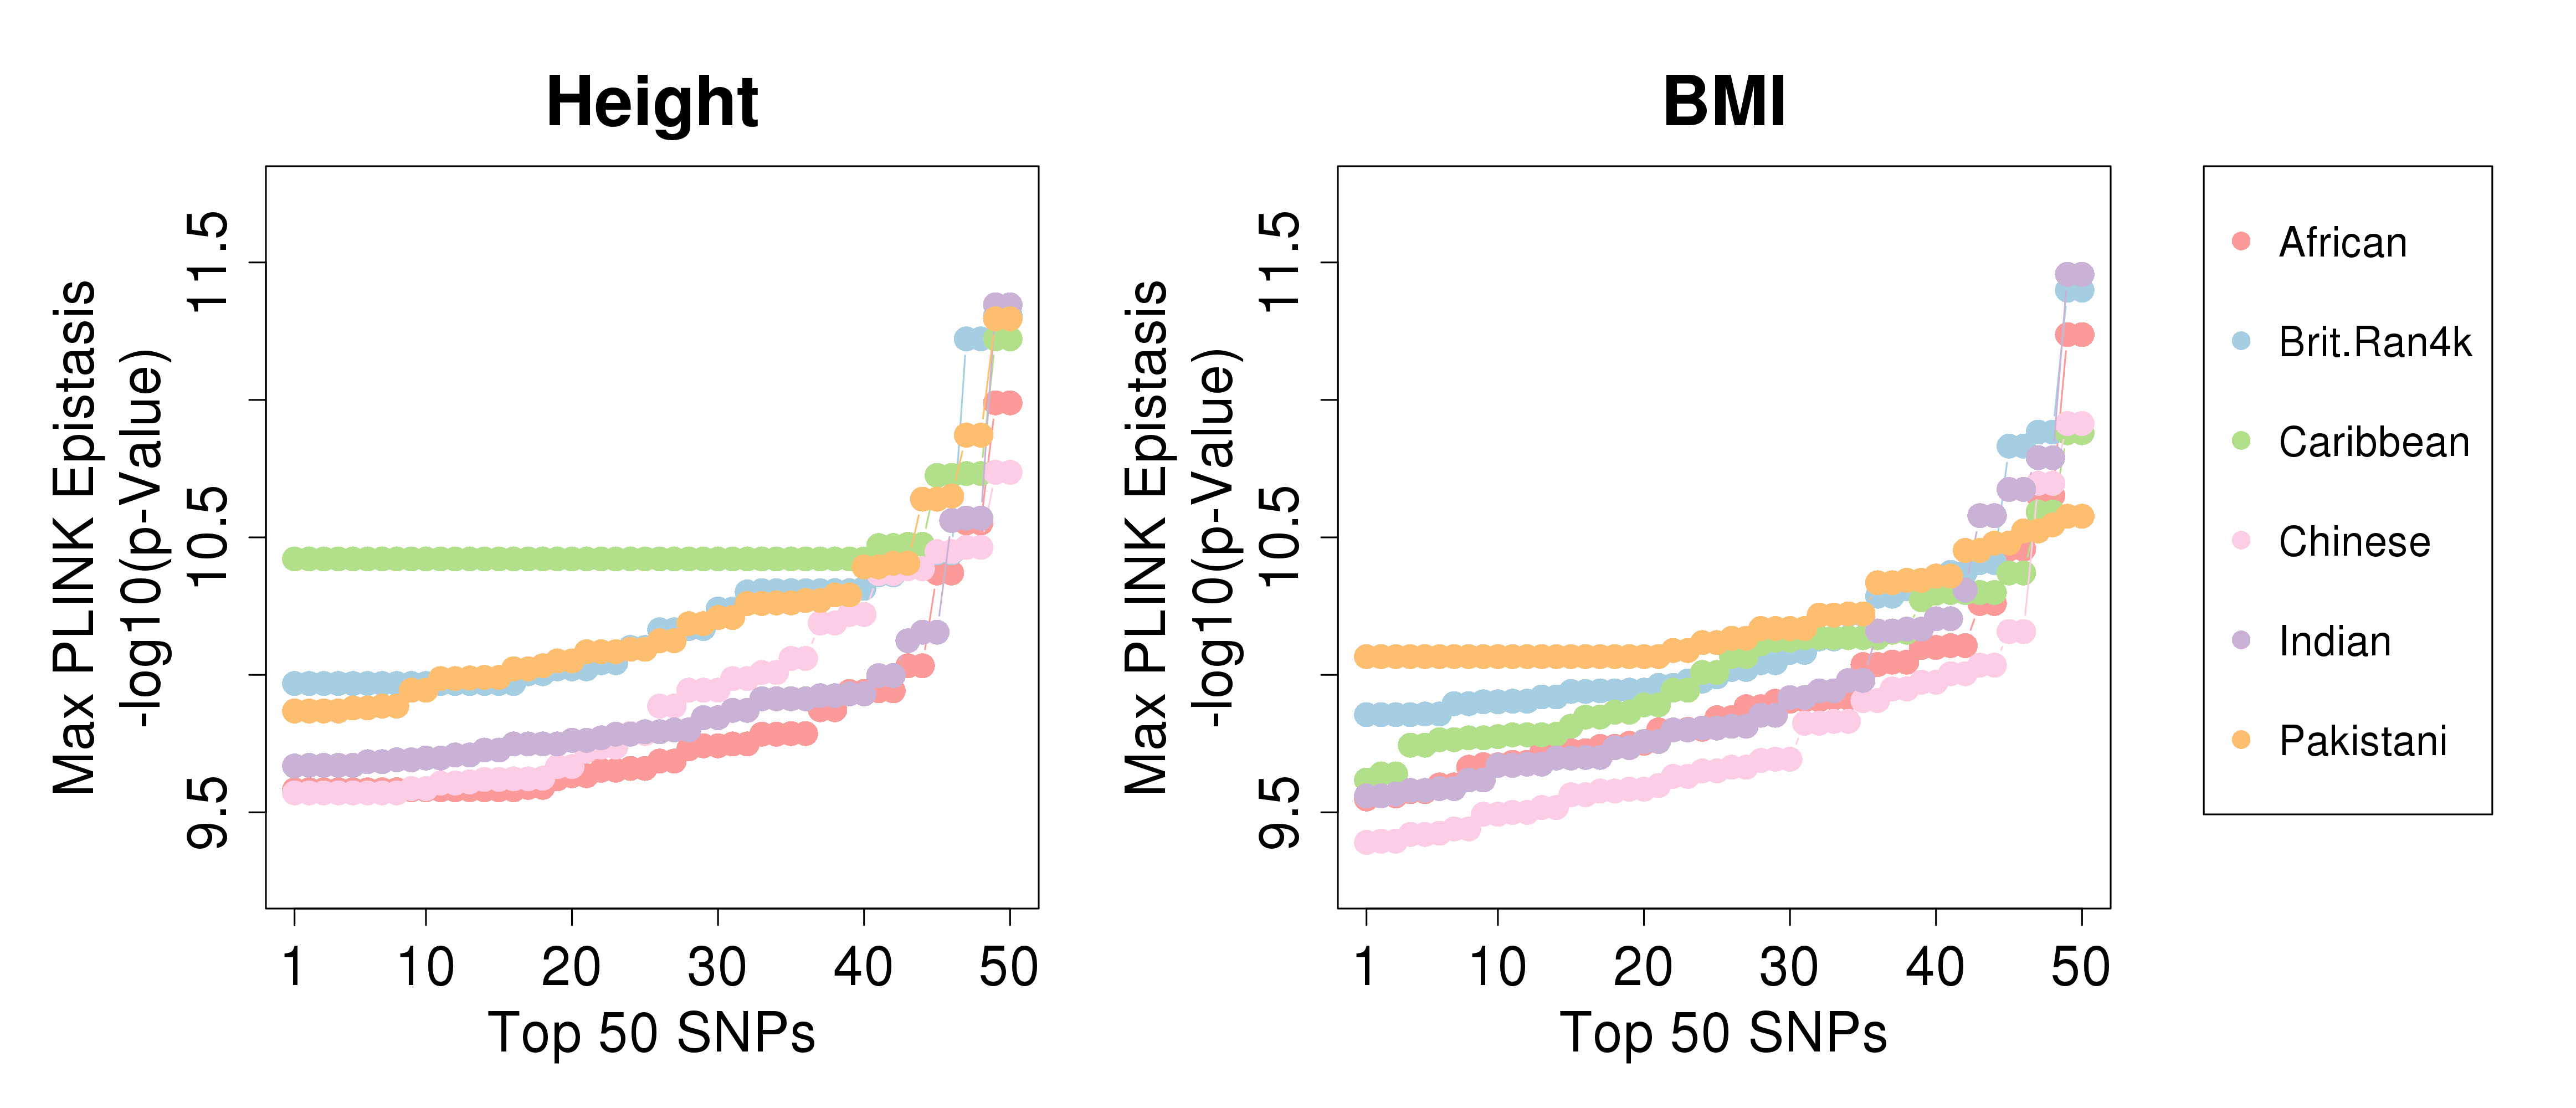 Height
Max PLINK Epistasis
-log10(p-Value)
11.5
10.5
9.5
1 10 20 30 40 50
Top 50 SNPs
BMI
Max PLINK Epistasis
-log10(p-Value)
11.5
10.5
9.5
1 10 20 30 40 50
Top 50 SNPs
African
Brit.Ran4k
Caribbean
Chinese
Indian
Pakistani